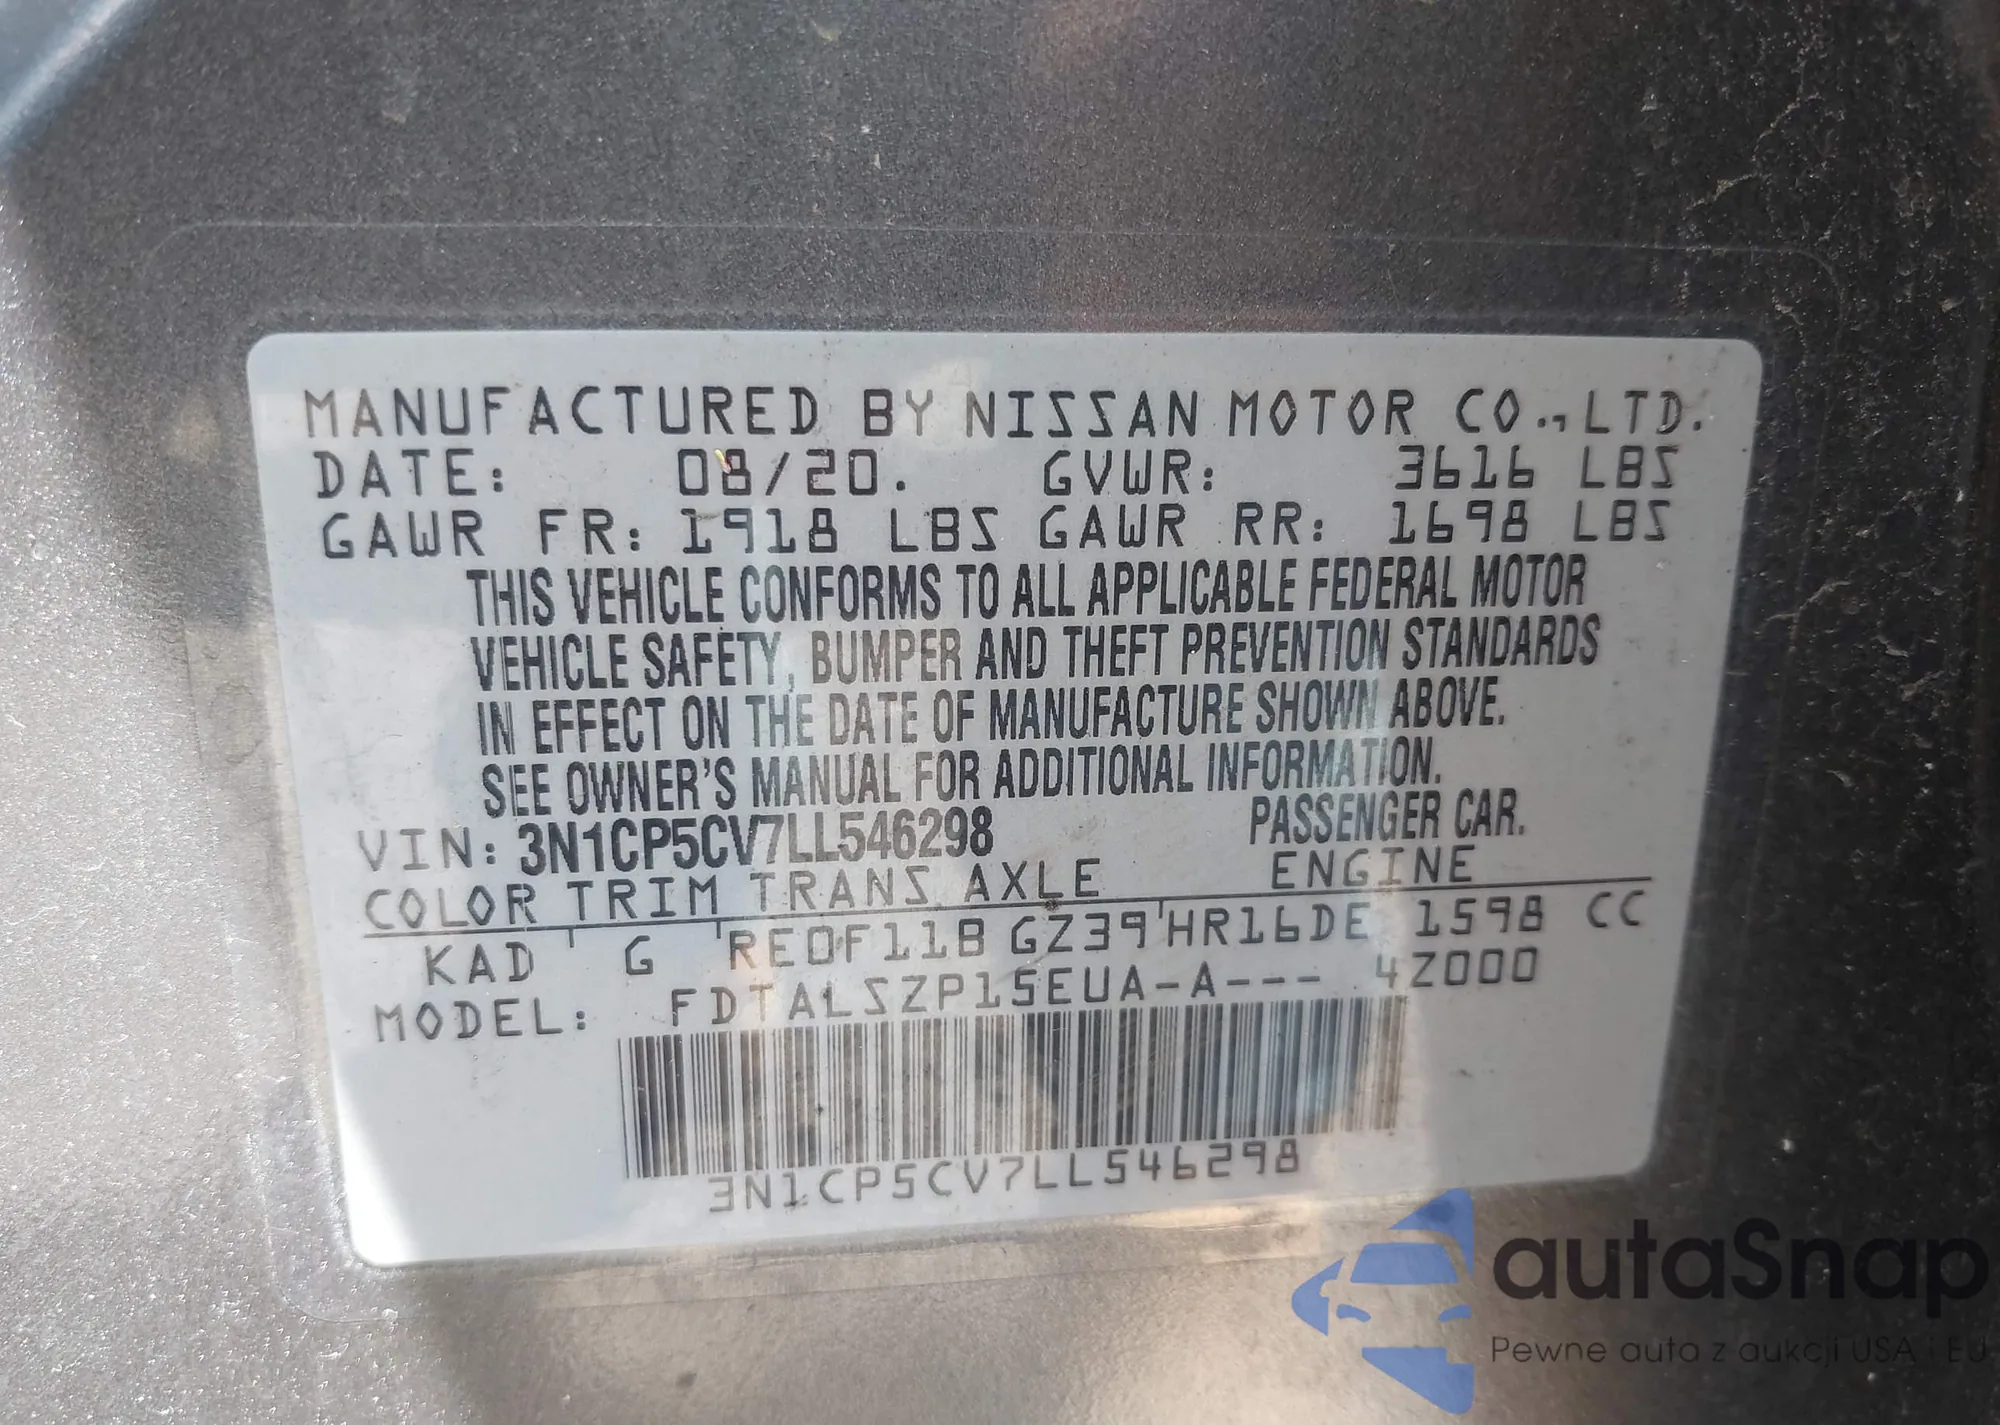 MANUFACTURED BY NISSAN MOTOR CO.,LTD.
DATE: 08/20. GVWR: 3616 LBS
GAWR FR: 1918 LBS GAWR RR: 1698 LBS
THIS VEHICLE CONFORMS TO ALL APPLICABLE FEDERAL MOTOR
VEHICLE SAFETY, BUMPER AND THEFT PREVENTION STANDARDS
IN EFFECT ON THE DATE OF MANUFACTURE SHOWN ABOVE.
SEE OWNER'S MANUAL FOR ADDITIONAL INFORMATION.
VIN: 3N1CP5CV7LL546298 PASSENGER CAR.
COLOR TRIM TRANS AXLE ENGINE
KAD G RE0F11B GZ39 HR16DE 1598 CC
MODEL: FDTALSZP15EUA-A--- 4Z000
3N1CP5CV7LL546298
autaSnap
Pewne auta z aukcji USA i EU